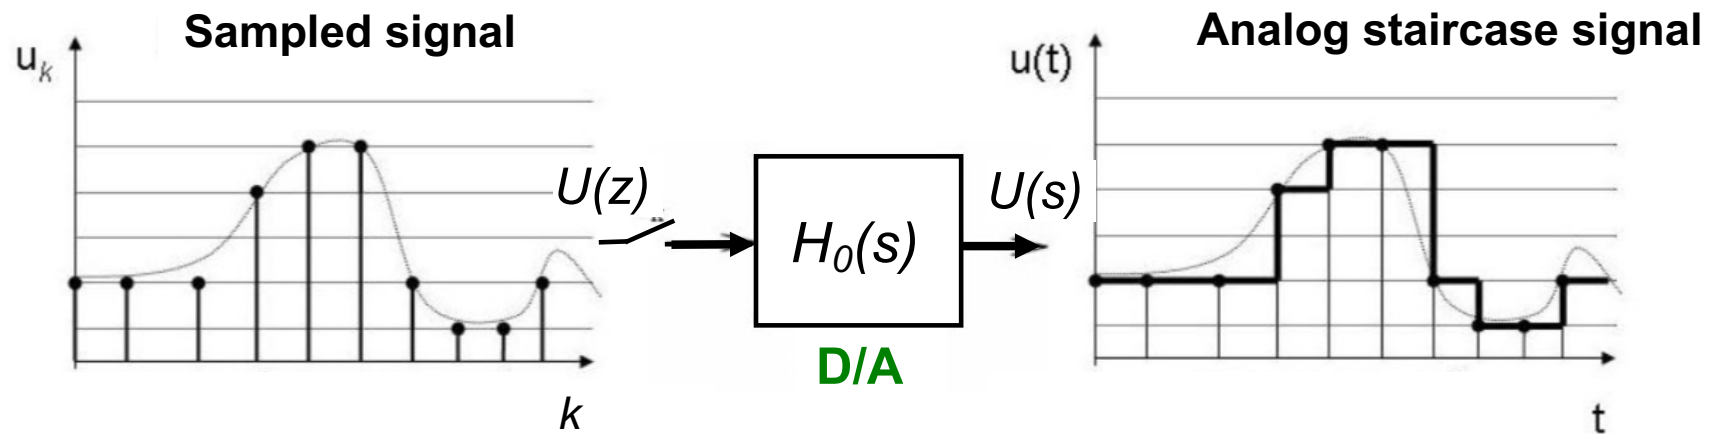 Sampled signal
Analog staircase signal
u_k
u(t)
U(z)
U(s)
H_0(s)
D/A
k
t